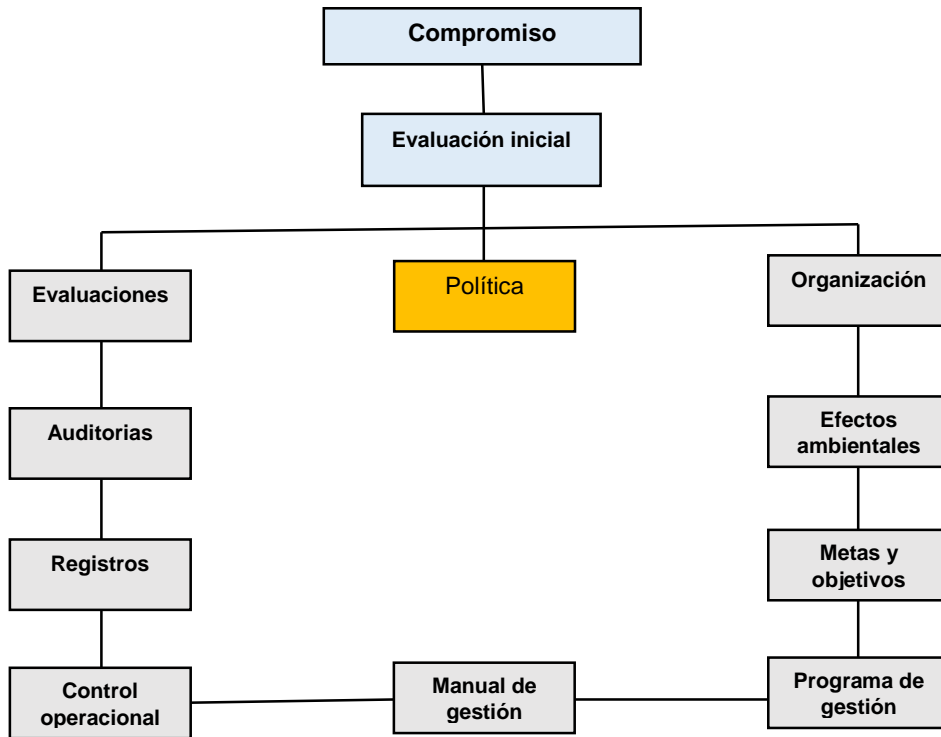 Compromiso
Evaluación inicial
Evaluaciones
Política
Organización
Auditorias
Efectos
ambientales
Registros
Metas y
objetivos
Control
operacional
Manual de
gestión
Programa de
gestión